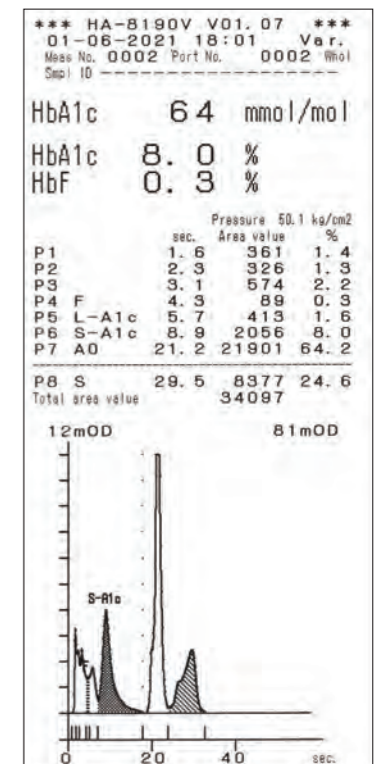 *** HA-8190V V01.07 ***
01-06-2021 18:01 Var.
Meas No. 0002 Port No. 0002 Whol
Smpl ID --------------------
HbA1c 64 mmol/mol
HbA1c 8.0 %
HbF 0.3 %
Pressure 50.1 kg/cm2
sec. Area value %
P1 1.6 361 1.4
P2 2.3 326 1.3
P3 3.1 574 2.2
P4 F 4.3 89 0.3
P5 L-A1c 5.7 413 1.6
P6 S-A1c 8.9 2056 8.0
P7 A0 21.2 21901 64.2
P8 S 29.5 8377 24.6
Total area value 34097
12mOD 81mOD
S-A1c
0 20 40 sec.